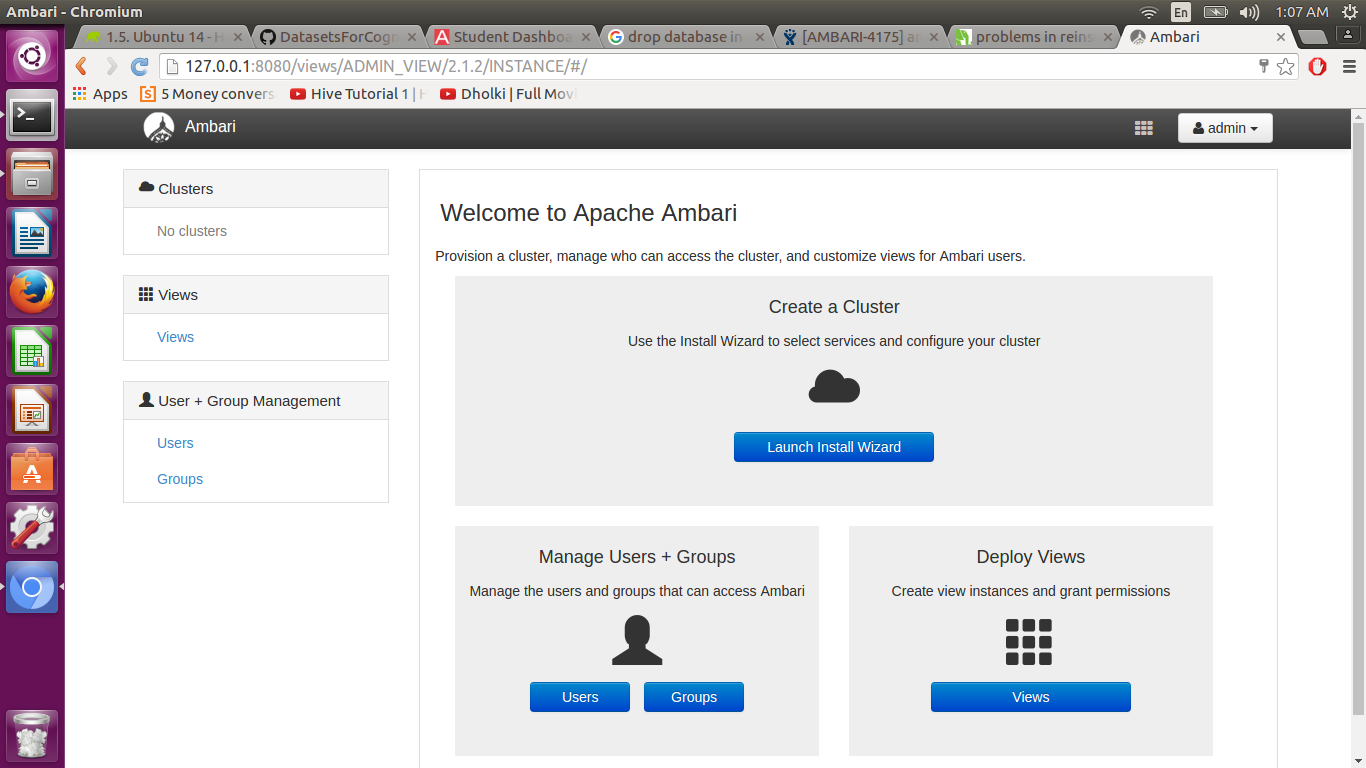 Ambari - Chromium
En
1:07 AM
1.5. Ubuntu 14 - H
DatasetsForCogn
Student Dashboa
drop database in
[AMBARI-4175] a
problems in reins
Ambari
127.0.0.1:8080/views/ADMIN_VIEW/2.1.2/INSTANCE/#/
Apps
5 Money convers
Hive Tutorial 1 | H
Dholki | Full Movi
Ambari
admin
Clusters
No clusters
Views
Views
User + Group Management
Users
Groups
Welcome to Apache Ambari
Provision a cluster, manage who can access the cluster, and customize views for Ambari users.
Create a Cluster
Use the Install Wizard to select services and configure your cluster
Launch Install Wizard
Manage Users + Groups
Manage the users and groups that can access Ambari
Users
Groups
Deploy Views
Create view instances and grant permissions
Views